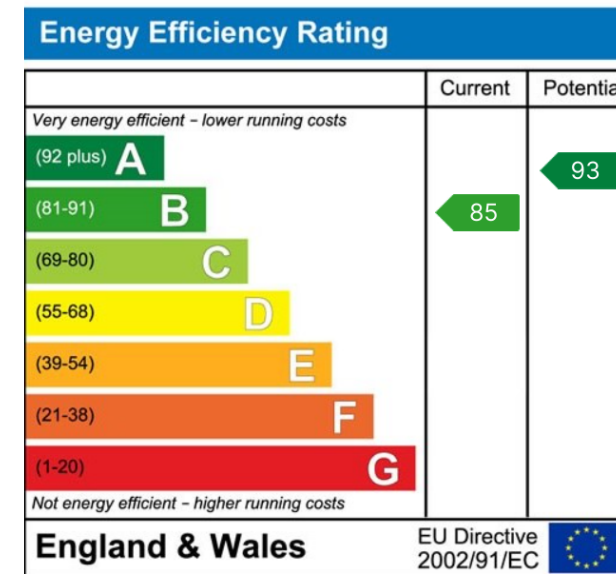 Energy Efficiency Rating
Current Potentia
Very energy efficient – lower running costs
(92 plus) A
93
(81-91) B
85
(69-80) C
(55-68) D
(39-54) E
(21-38) F
(1-20) G
Not energy efficient – higher running costs
England & Wales
EU Directive
2002/91/EC